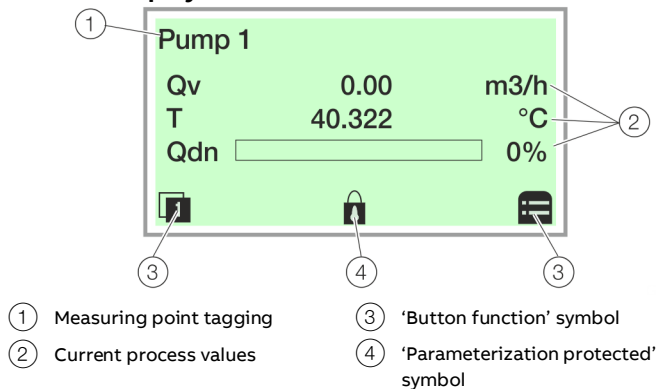 1
Pump 1
Qv 0.00 m3/h
T 40.322 °C
2
Qdn 0%
1
3 4 3
1 Measuring point tagging
2 Current process values
3 ‘Button function’ symbol
4 ‘Parameterization protected’
symbol